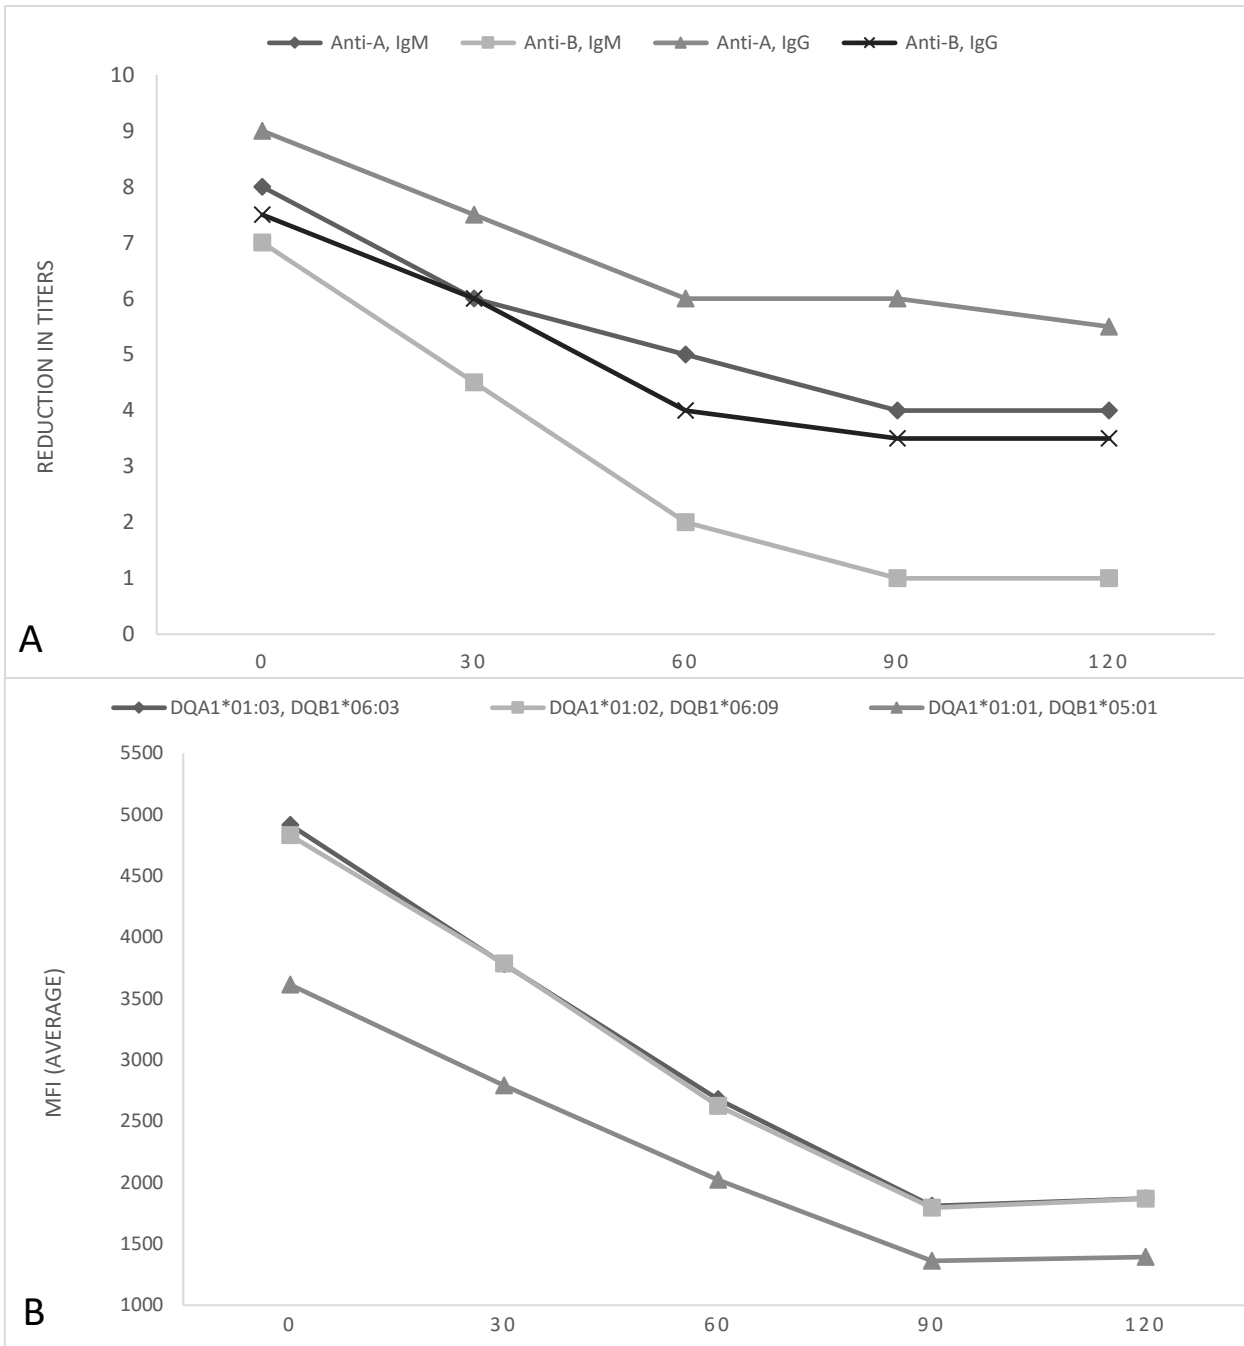 Anti-A, IgM Anti-B, IgM Anti-A, IgG Anti-B, IgG
10
9
8
7
6
5
4
3
2
1
0
REDUCTION IN TITERS
0 30 60 90 120
A
DQA1*01:03, DQB1*06:03 DQA1*01:02, DQB1*06:09 DQA1*01:01, DQB1*05:01
5500
5000
4500
4000
3500
3000
2500
2000
1500
1000
MFI (AVERAGE)
0 30 60 90 120
B